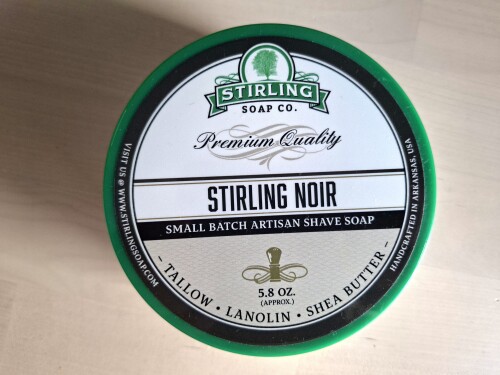 STIRLING
SOAP CO.
Premium Quality
STIRLING NOIR
SMALL BATCH ARTISAN SHAVE SOAP
5.8 OZ.
(APPROX.)
- TALLOW • LANOLIN • SHEA BUTTER -
VISIT US @ WWW.STIRLINGSOAP.COM
HANDCRAFTED IN ARKANSAS, USA